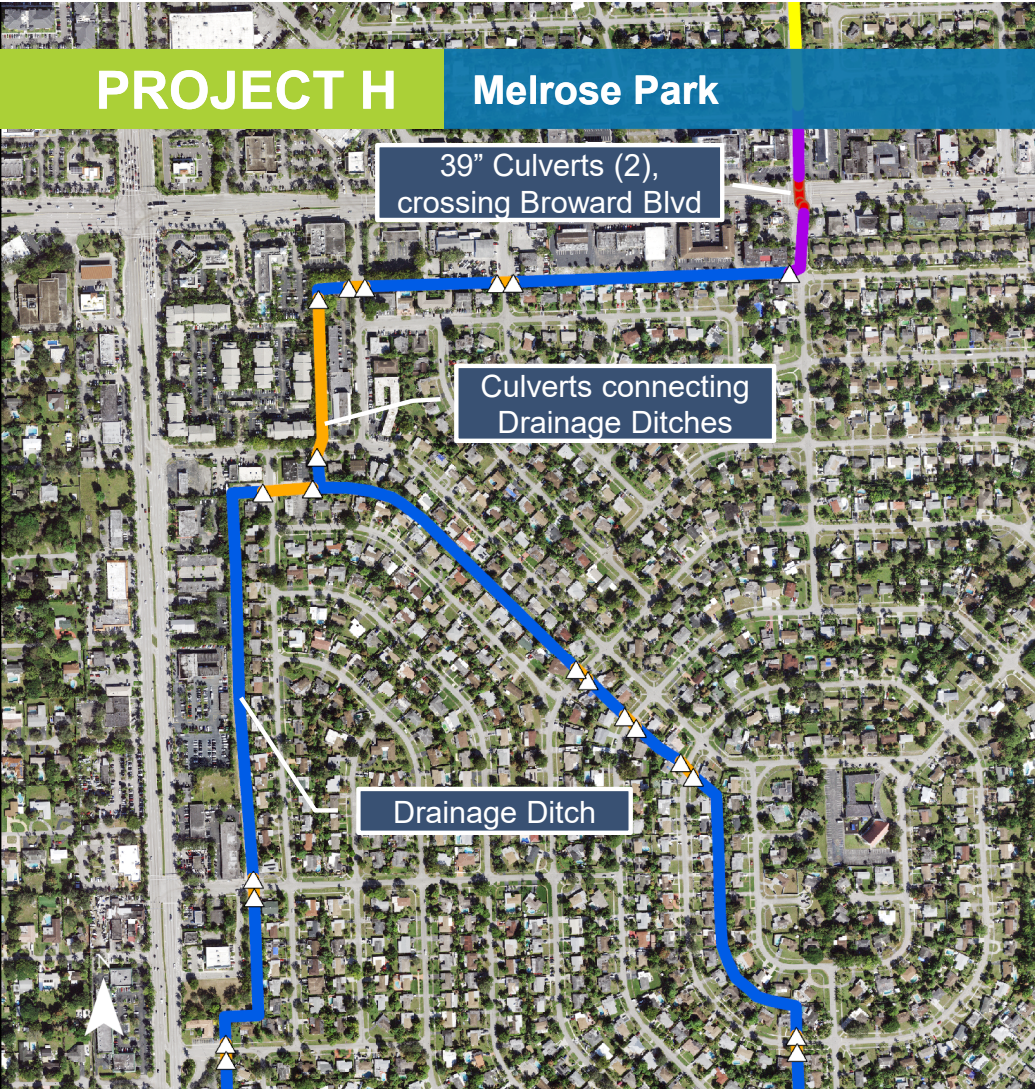 PROJECT H
Melrose Park
39” Culverts (2),
crossing Broward Blvd
Culverts connecting
Drainage Ditches
Drainage Ditch
N